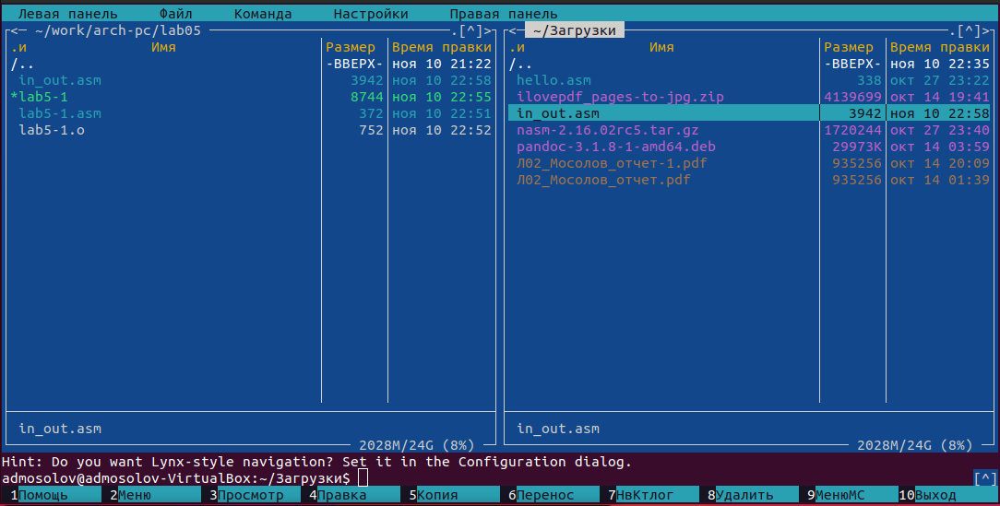 Левая панель Файл Команда Настройки Правая панель
<─ ~/work/arch-pc/lab05 .[^]> <─ ~/Загрузки .[^]>
.и Имя Размер Время правки .и Имя Размер Время правки
/.. -ВВЕРХ- ноя 10 21:22 /.. -ВВЕРХ- ноя 10 22:35
in_out.asm 3942 ноя 10 22:58 hello.asm 338 окт 27 23:22
*lab5-1 8744 ноя 10 22:55 ilovepdf_pages-to-jpg.zip 4139699 окт 14 19:41
lab5-1.asm 372 ноя 10 22:51 in_out.asm 3942 ноя 10 22:58
lab5-1.o 752 ноя 10 22:52 nasm-2.16.02rc5.tar.gz 1720244 окт 27 23:40
pandoc-3.1.8-1-amd64.deb 29973K окт 14 03:59
Л02_Мосолов_отчет-1.pdf 935256 окт 14 20:09
Л02_Мосолов_отчет.pdf 935256 окт 14 01:39
in_out.asm in_out.asm
2028M/24G (8%) 2028M/24G (8%)
Hint: Do you want Lynx-style navigation? Set it in the Configuration dialog.
admosolov@admosolov-VirtualBox:~/Загрузки$ [^]
1Помощь 2Меню 3Просмотр 4Правка 5Копия 6Перенос 7НвКтлог 8Удалить 9МенюMC 10Выход